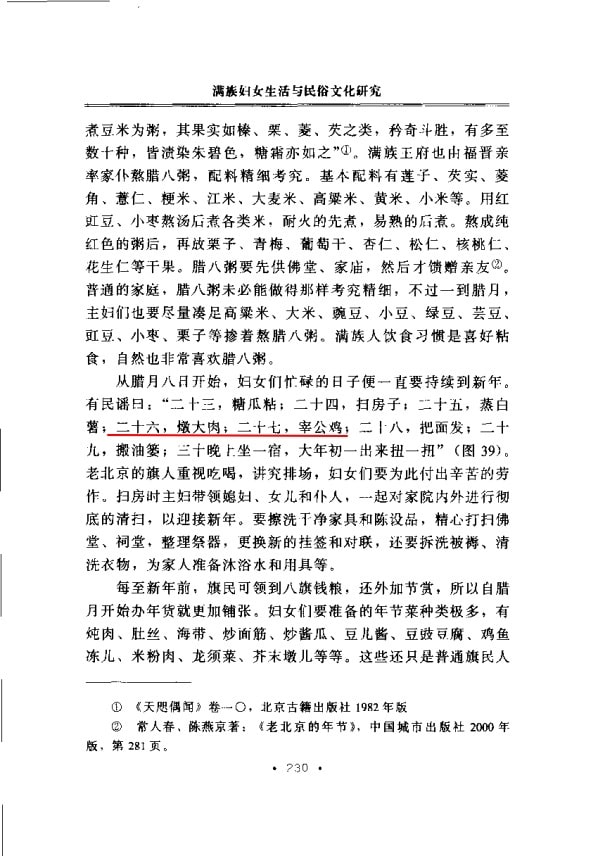 满族妇女生活与民俗文化研究
煮豆米为粥，其果实如榛、栗、菱、芡之类，矜奇斗胜，有多至
数十种，皆渍染朱碧色，糖霜亦如之”①。满族王府也由福晋亲
率家仆熬腊八粥，配料精细考究。基本配料有莲子、芡实、菱
角、薏仁、梗米、江米、大麦米、高粱米、黄米、小米等。用红
豇豆、小枣熬汤后煮各类米，耐火的先煮，易熟的后煮。熬成纯
红色的粥后，再放栗子、青梅、葡萄干、杏仁、松仁、核桃仁、
花生仁等干果。腊八粥要先供佛堂、家庙，然后才馈赠亲友②。
普通的家庭，腊八粥未必能做得那样考究精细，不过一到腊月，
主妇们也要尽量凑足高粱米、大米、豌豆、小豆、绿豆、芸豆、
豇豆、小枣、栗子等掺着熬腊八粥。满族人饮食习惯是喜好粘
食，自然也非常喜欢腊八粥。
从腊月八日开始，妇女们忙碌的日子便一直要持续到新年。
有民谣曰：“二十三，糖瓜粘；二十四，扫房子；二十五，蒸白
薯；二十六，燉大肉；二十七，宰公鸡；二十八，把面发；二十
九，搬油篓；三十晚上坐一宿，大年初一出来扭一扭”（图 39）。
老北京的旗人重视吃喝，讲究排场，妇女们要为此付出辛苦的劳
作。扫房时主妇带领媳妇、女儿和仆人，一起对家院内外进行彻
底的清扫，以迎接新年。要擦洗干净家具和陈设品，精心打扫佛
堂、祠堂，整理祭器，更换新的挂签和对联，还要拆洗被褥、清
洗衣物，为家人准备沐浴水和用具等。
每至新年前，旗民可领到八旗钱粮，还外加节赏，所以自腊
月开始办年货就更加铺张。妇女们要准备的年节菜种类极多，有
炖肉、肚丝、海带、炒面筋、炒酱瓜、豆儿酱、豆豉豆腐、鸡鱼
冻儿、米粉肉、龙须菜、芥末墩儿等等。这些还只是普通旗民人
① 《天咫偶闻》卷一〇，北京古籍出版社 1982 年版
② 常人春、陈燕京著：《老北京的年节》，中国城市出版社 2000 年
版，第 281 页。
· 230 ·